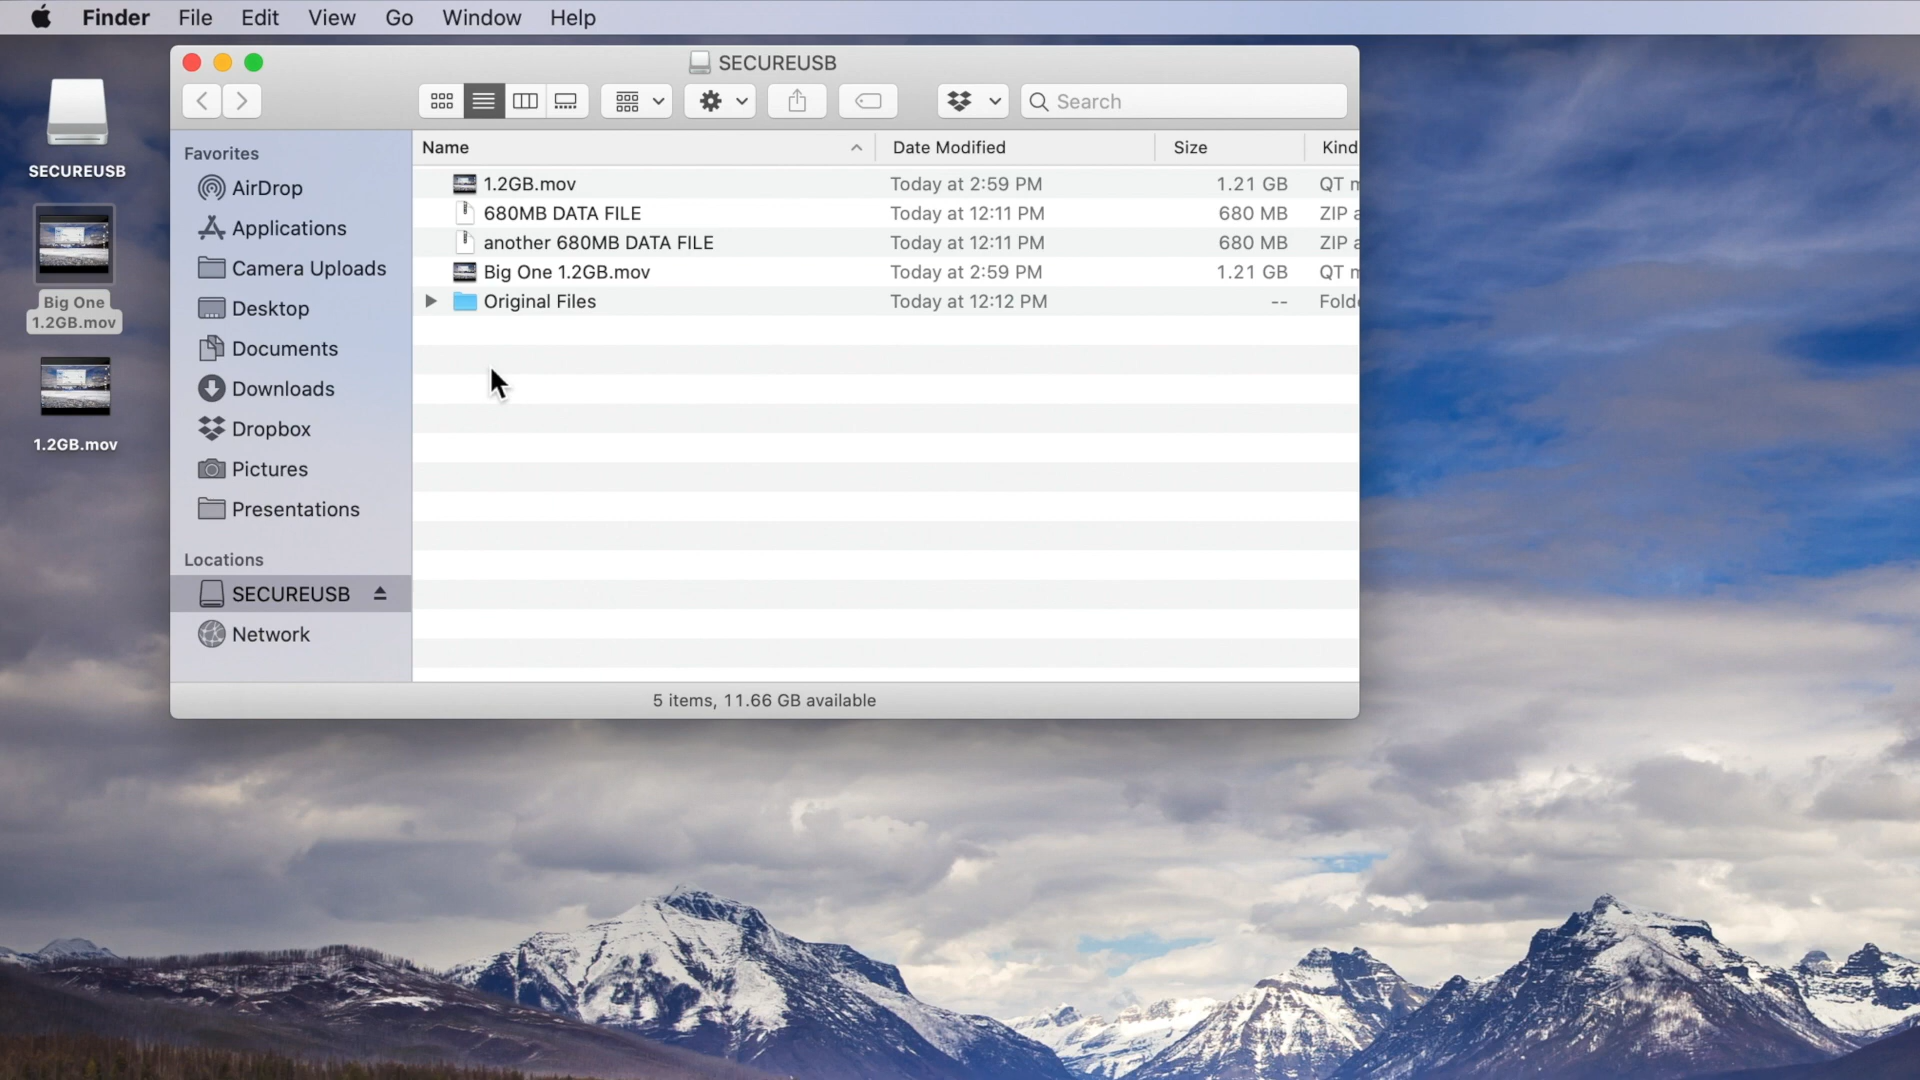 Finder File Edit View Go Window Help
SECUREUSB
Search
SECUREUSB
Big One
1.2GB.mov
1.2GB.mov
Favorites
AirDrop
Applications
Camera Uploads
Desktop
Documents
Downloads
Dropbox
Pictures
Presentations
Locations
SECUREUSB
Network
Name Date Modified Size Kind
1.2GB.mov Today at 2:59 PM 1.21 GB QT m
680MB DATA FILE Today at 12:11 PM 680 MB ZIP a
another 680MB DATA FILE Today at 12:11 PM 680 MB ZIP a
Big One 1.2GB.mov Today at 2:59 PM 1.21 GB QT m
Original Files Today at 12:12 PM -- Fold
5 items, 11.66 GB available